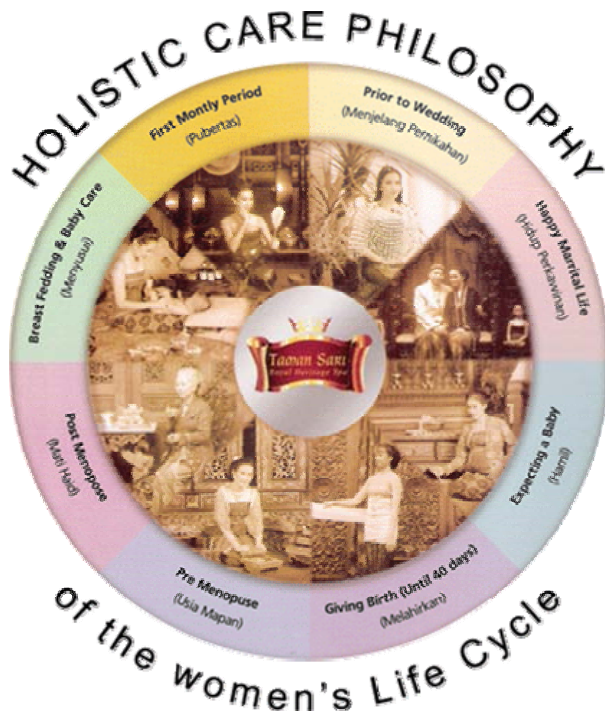 HOLISTIC CARE PHILOSOPHY
First Montly Period
(Pubertas)
Prior to Wedding
(Menjelang Pernikahan)
Happy Marrital Life
(Hidup Perkawinan)
Expecting a Baby
(Hamil)
Giving Birth (Until 40 days)
(Melahirkan)
Pre Menopuse
(Usia Mapan)
Post Menopose
(Mati Haid)
Breast Fedding & Baby Care
(Menyusui)
Taman Sari
Royal Heritage Spa
of the women's Life Cycle